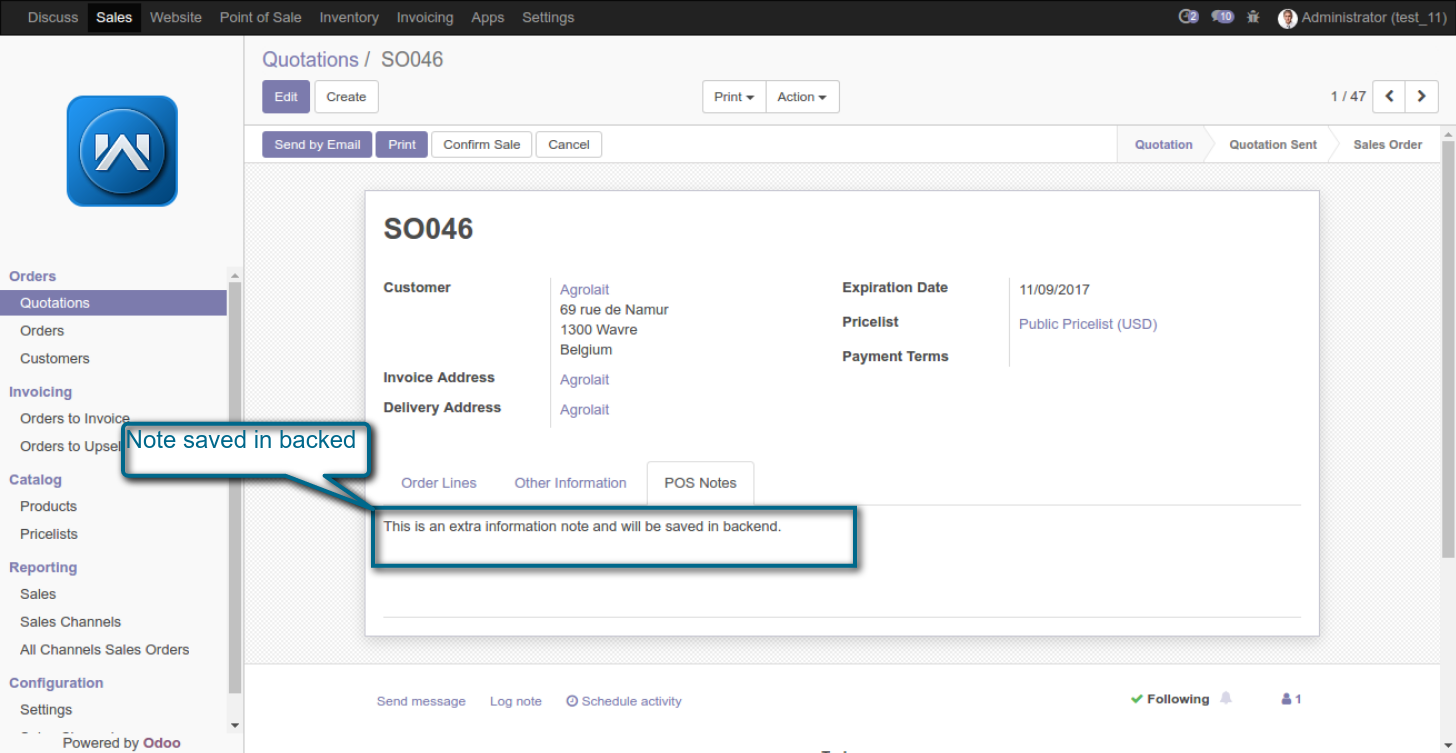 Discuss Sales Website Point of Sale Inventory Invoicing Apps Settings 2 10 Administrator (test_11)
Quotations / SO046
Edit Create Print Action 1 / 47
Send by Email Print Confirm Sale Cancel Quotation Quotation Sent Sales Order
SO046
Customer Agrolait
69 rue de Namur
1300 Wavre
Belgium
Invoice Address Agrolait
Delivery Address Agrolait
Expiration Date 11/09/2017
Pricelist Public Pricelist (USD)
Payment Terms
Orders
Quotations
Orders
Customers
Invoicing
Orders to Invoice
Orders to Upsel
Catalog
Products
Pricelists
Reporting
Sales
Sales Channels
All Channels Sales Orders
Configuration
Settings
Powered by Odoo
Note saved in backed
Order Lines Other Information POS Notes
This is an extra information note and will be saved in backend.
Send message Log note Schedule activity Following 1